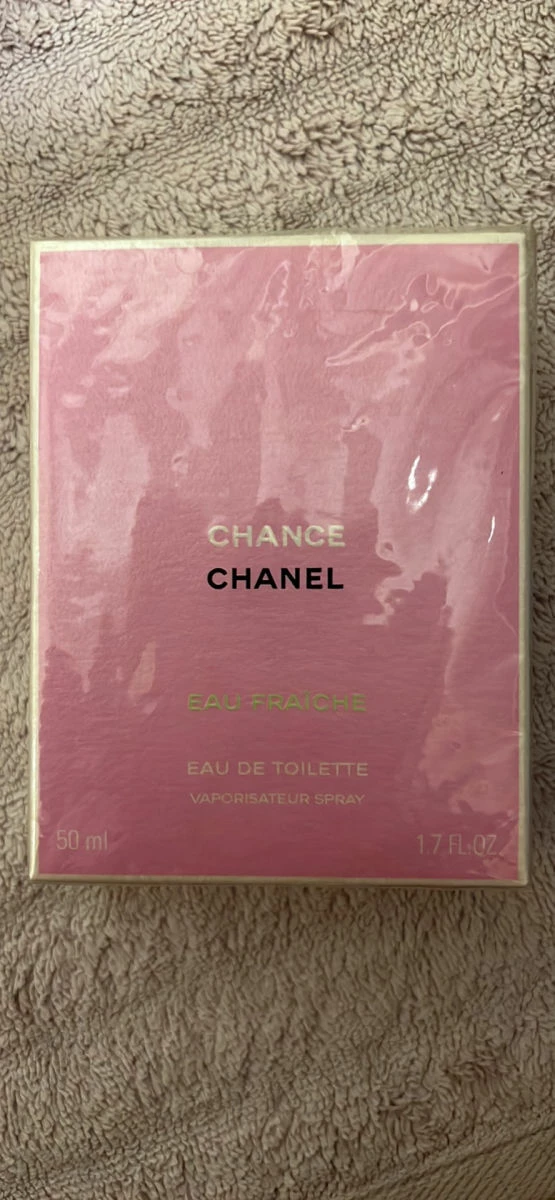 CHANCE
CHANEL
EAU FRAÎCHE
EAU DE TOILETTE
VAPORISATEUR SPRAY
50 ml
1.7 FL.OZ.